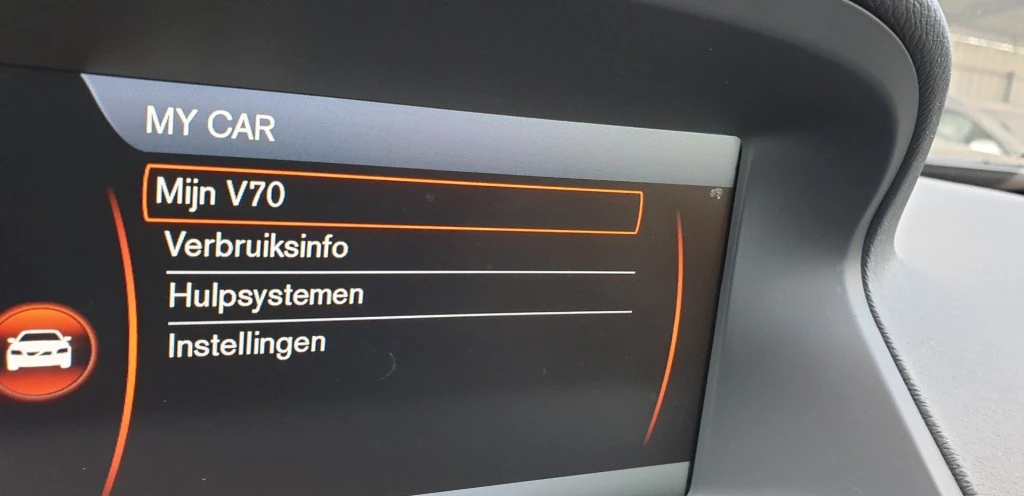 MY CAR
Mijn V70
Verbruiksinfo
Hulpsystemen
Instellingen